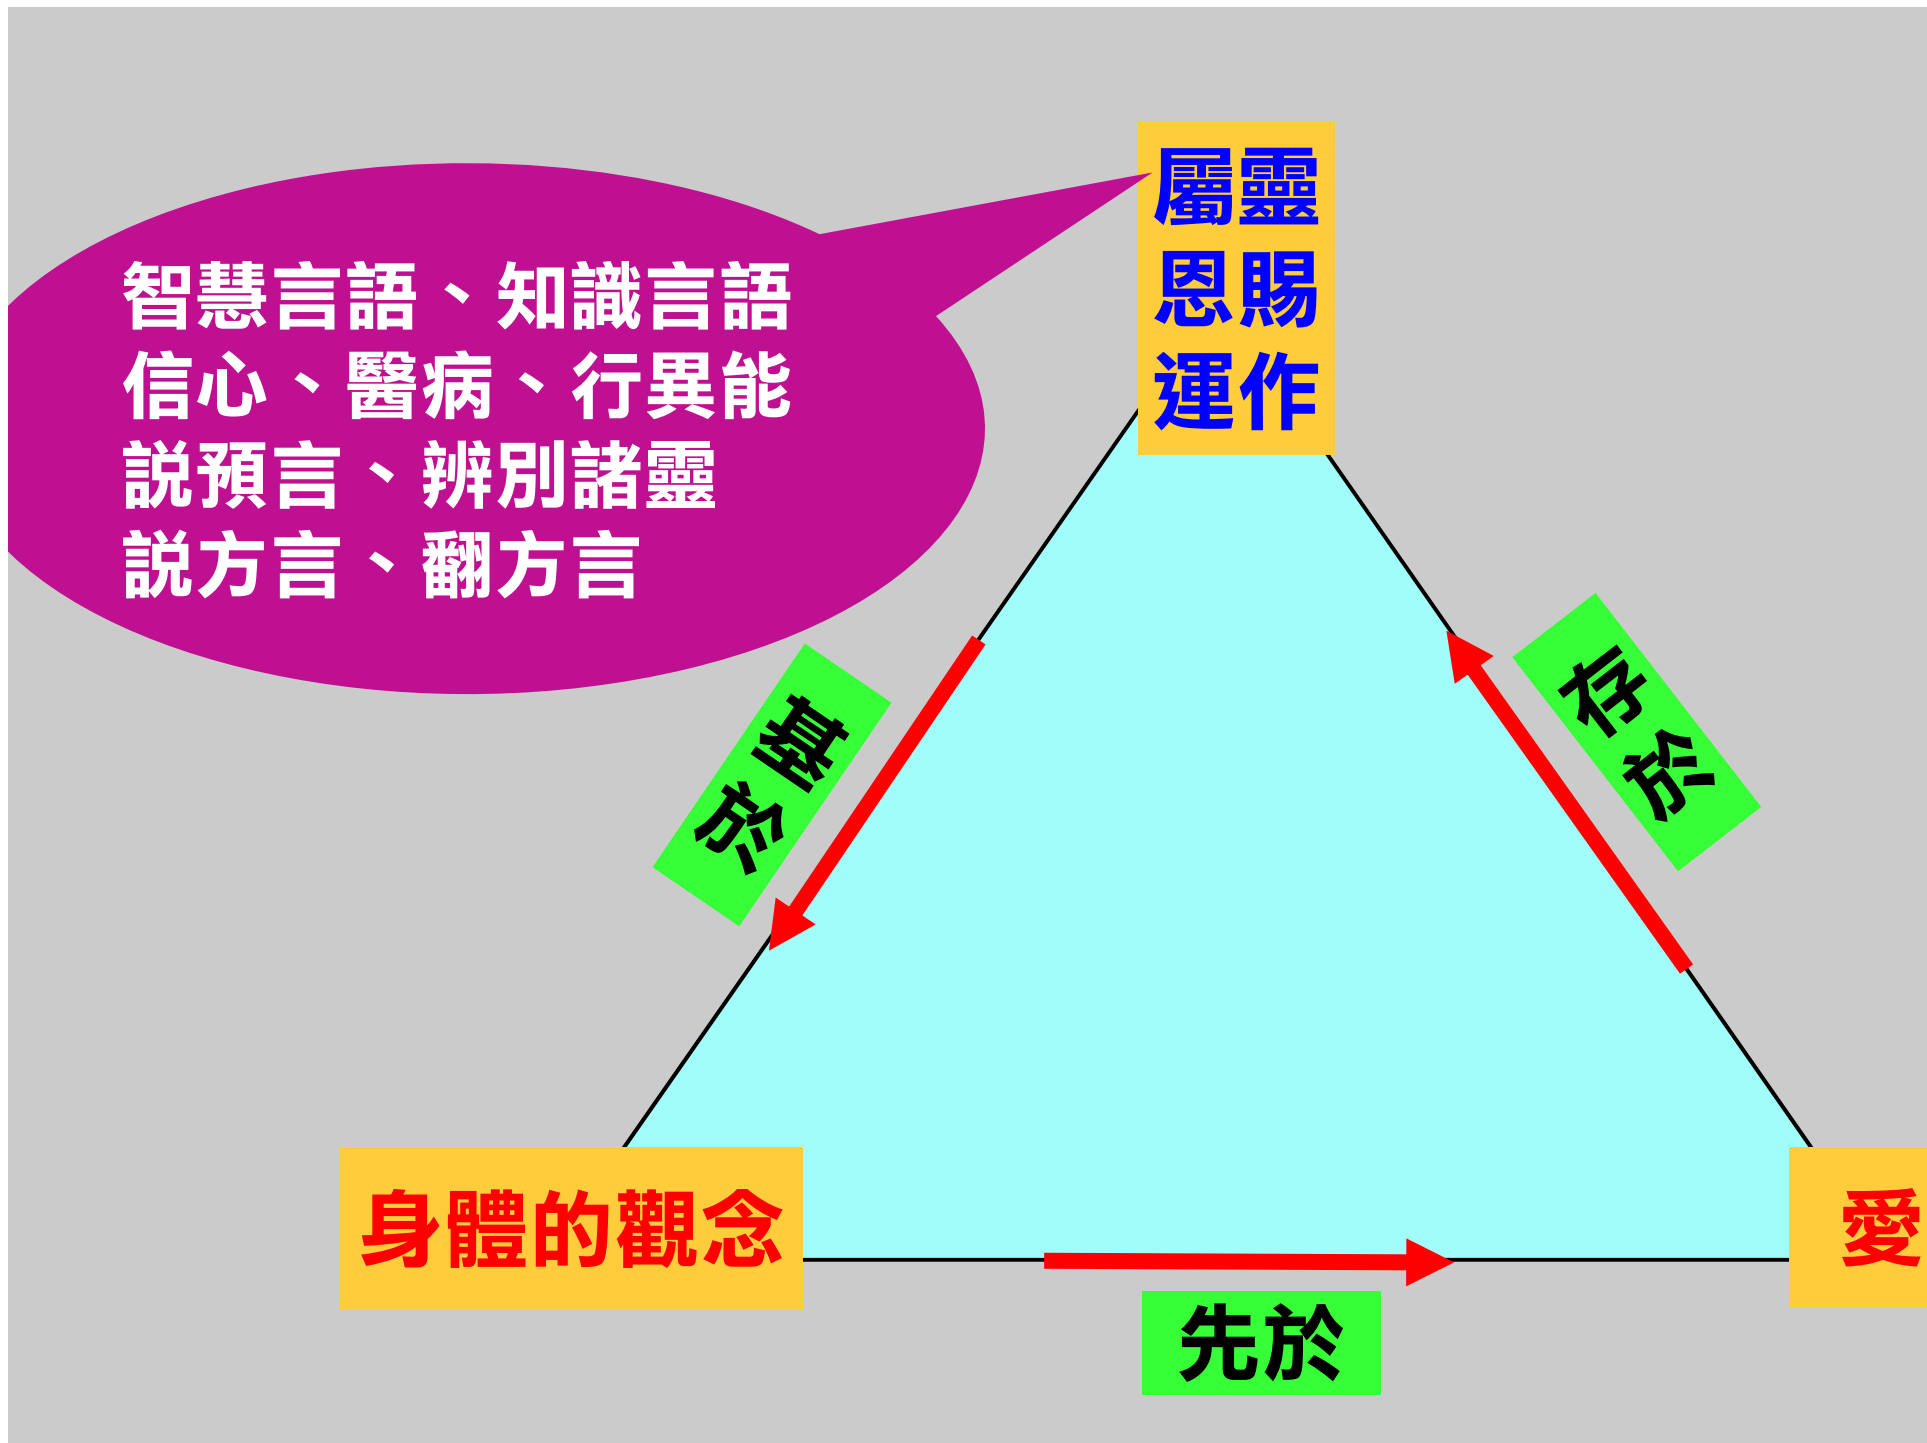 屬靈
恩賜
運作
智慧言語、知識言語
信心、醫病、行異能
説預言、辨別諸靈
説方言、翻方言
基於
存於
身體的觀念
愛
先於